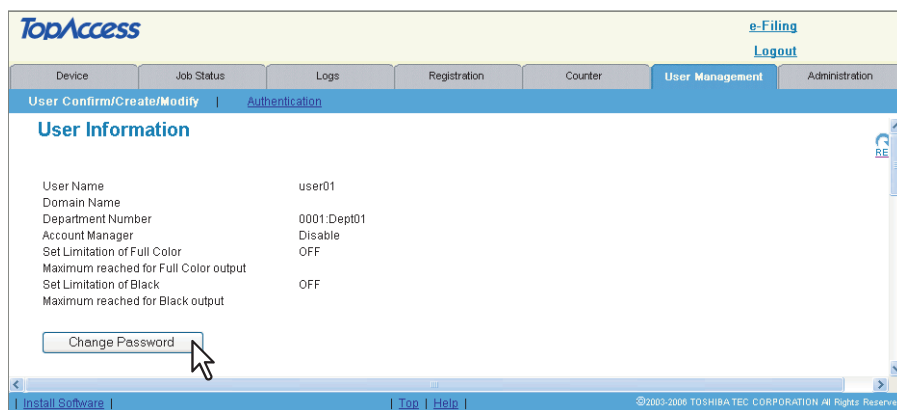 TopAccess
e-Filing
Logout
Device Job Status Logs Registration Counter User Management Administration
User Confirm/Create/Modify | Authentication
User Information
RE
User Name user01
Domain Name
Department Number 0001:Dept01
Account Manager Disable
Set Limitation of Full Color OFF
Maximum reached for Full Color output
Set Limitation of Black OFF
Maximum reached for Black output
Change Password
| Install Software | | Top | Help | ©2003-2006 TOSHIBA TEC CORPORATION All Rights Reserve